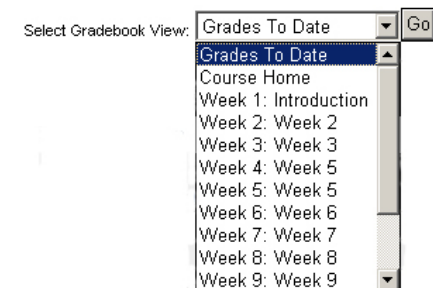 Select Gradebook View: Grades To Date Go
Grades To Date
Course Home
Week 1: Introduction
Week 2: Week 2
Week 3: Week 3
Week 4: Week 5
Week 5: Week 5
Week 6: Week 6
Week 7: Week 7
Week 8: Week 8
Week 9: Week 9